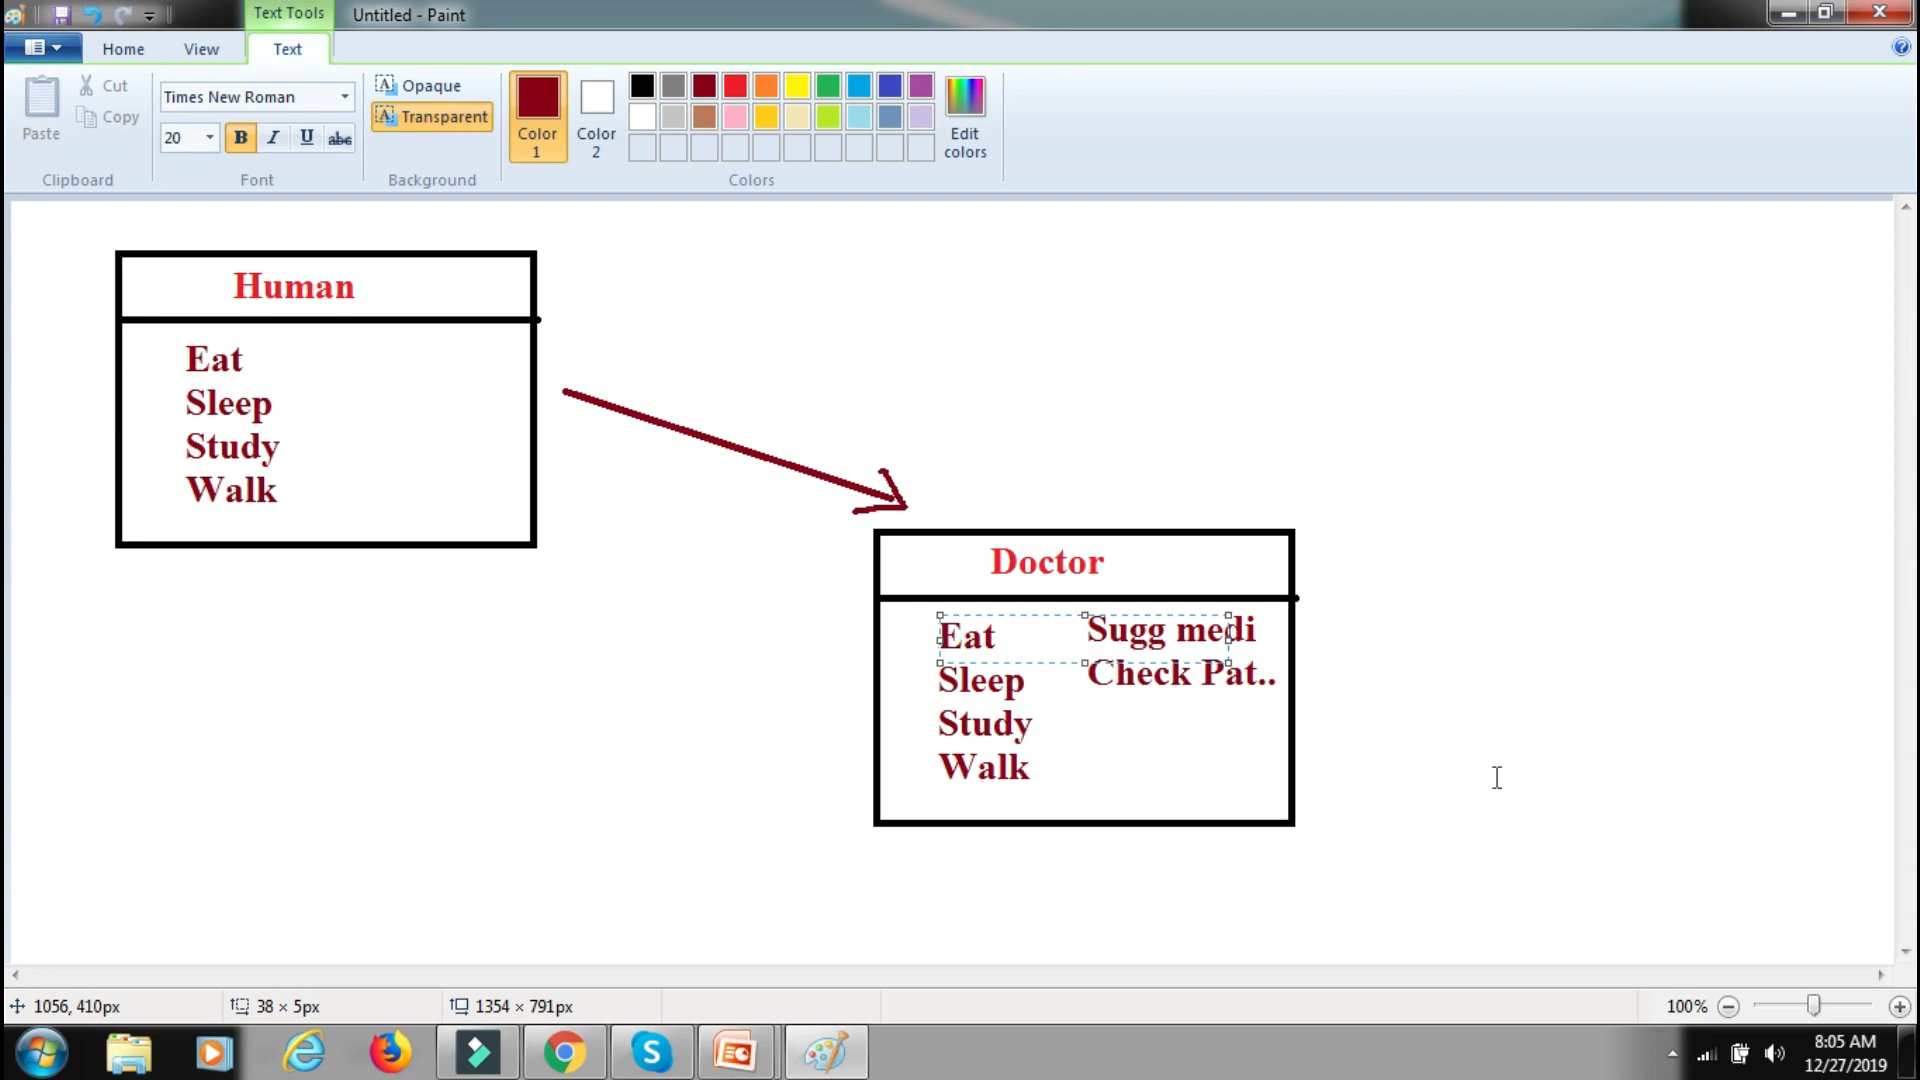 Text Tools
Untitled - Paint
Home
View
Text
Paste
Cut
Copy
Clipboard
Times New Roman
20
B I U abc
Font
Opaque
Transparent
Background
Color 1
Color 2
Edit colors
Colors
Human
Eat
Sleep
Study
Walk
Doctor
Eat
Sleep
Study
Walk
Sugg medi
Check Pat..
1056, 410px
38 × 5px
1354 × 791px
100%
8:05 AM
12/27/2019